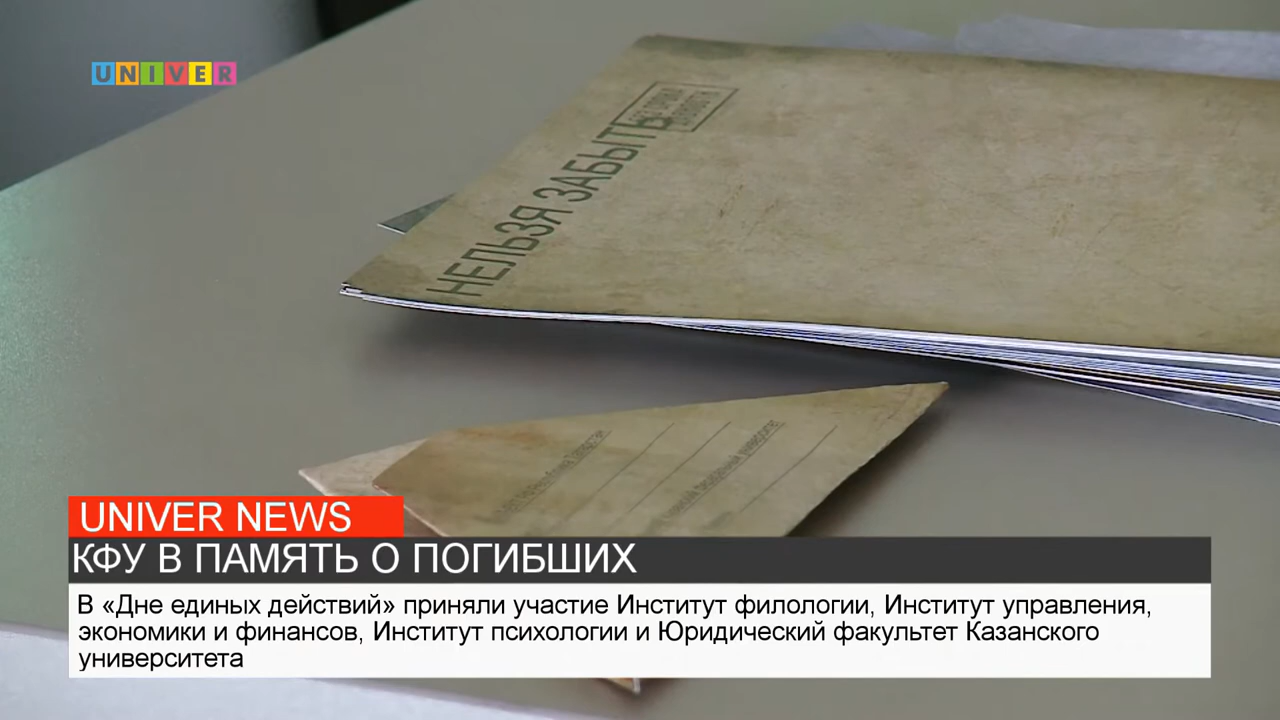 UNIVER
НЕЛЬЗЯ ЗАБЫТЬ
UNIVER NEWS
КФУ В ПАМЯТЬ О ПОГИБШИХ
В «Дне единых действий» приняли участие Институт филологии, Институт управления,
экономики и финансов, Институт психологии и Юридический факультет Казанского
университета